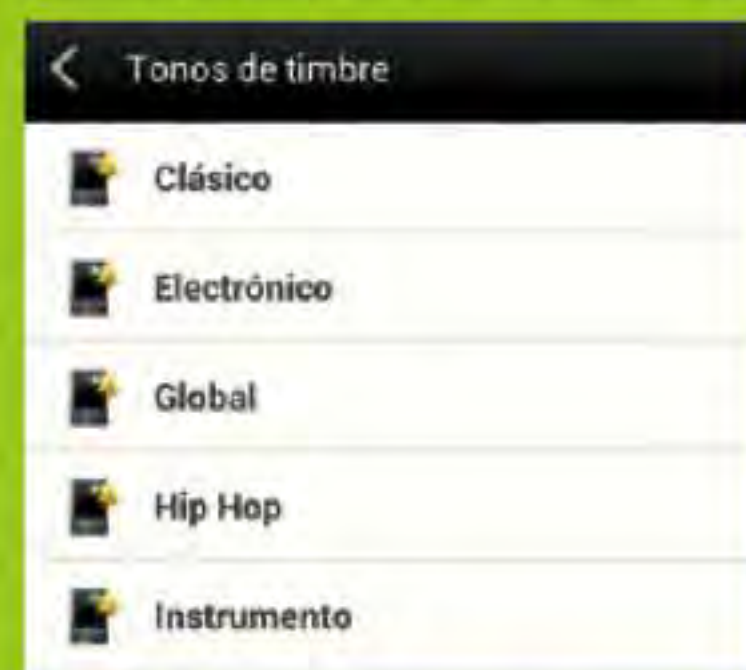 Tonos de timbre
Clásico
Electrónico
Global
Hip Hop
Instrumento